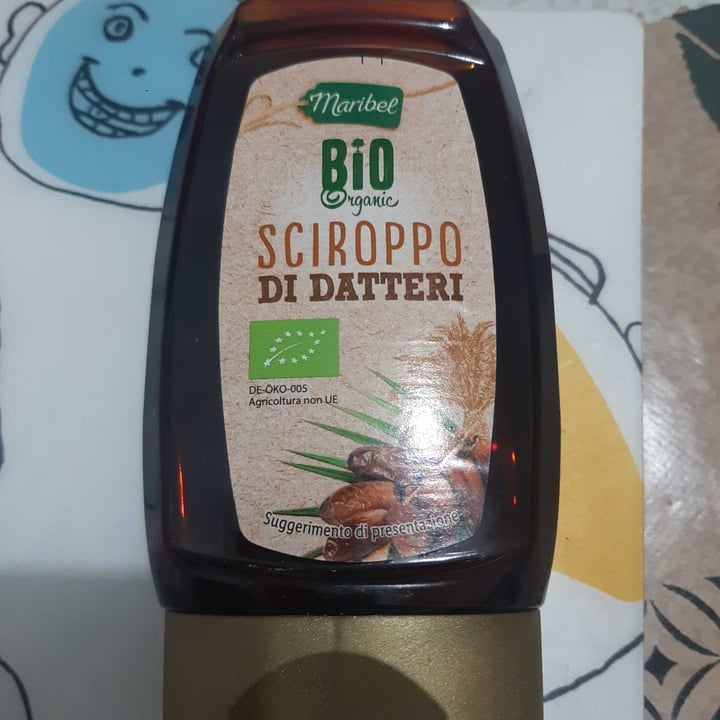 Maribel
BiO
Organic
SCIROPPO
DI DATTERI
DE-ÖKO-005
Agricoltura non UE
Suggerimento di presentazione